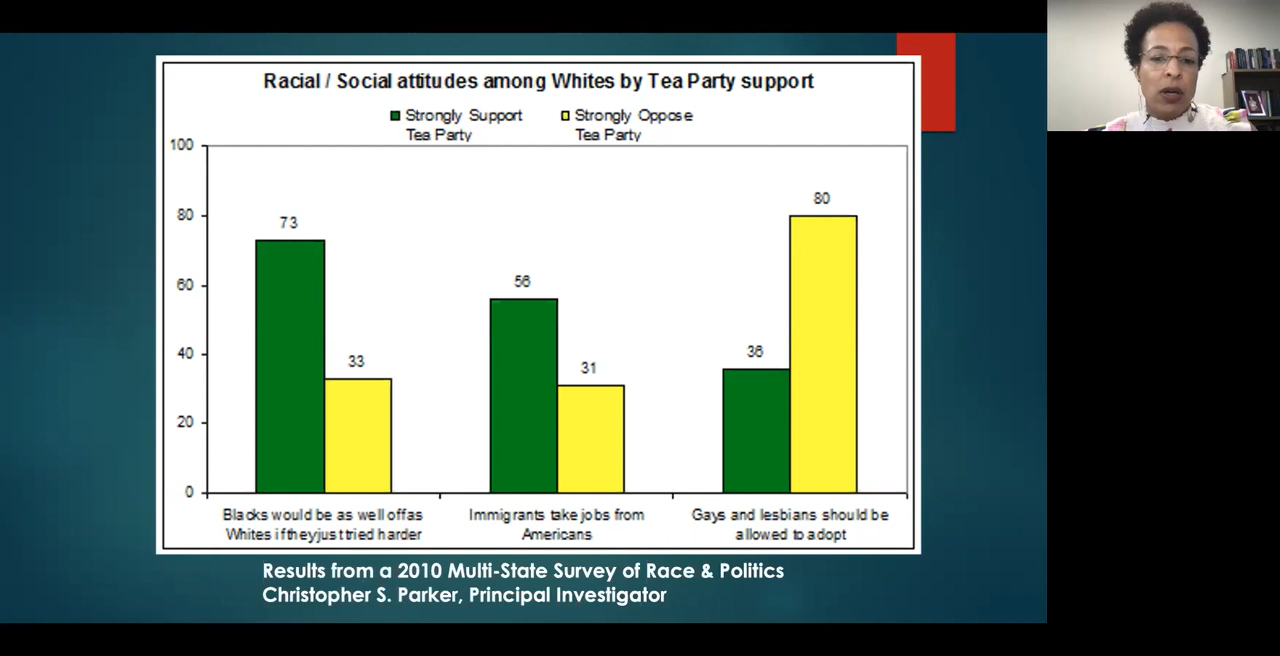 Racial / Social attitudes among Whites by Tea Party support
Strongly Support Tea Party
Strongly Oppose Tea Party
100
80
60
40
20
0
73
33
56
31
36
80
Blacks would be as well off as
Whites if they just tried harder
Immigrants take jobs from
Americans
Gays and lesbians should be
allowed to adopt
Results from a 2010 Multi-State Survey of Race & Politics
Christopher S. Parker, Principal Investigator